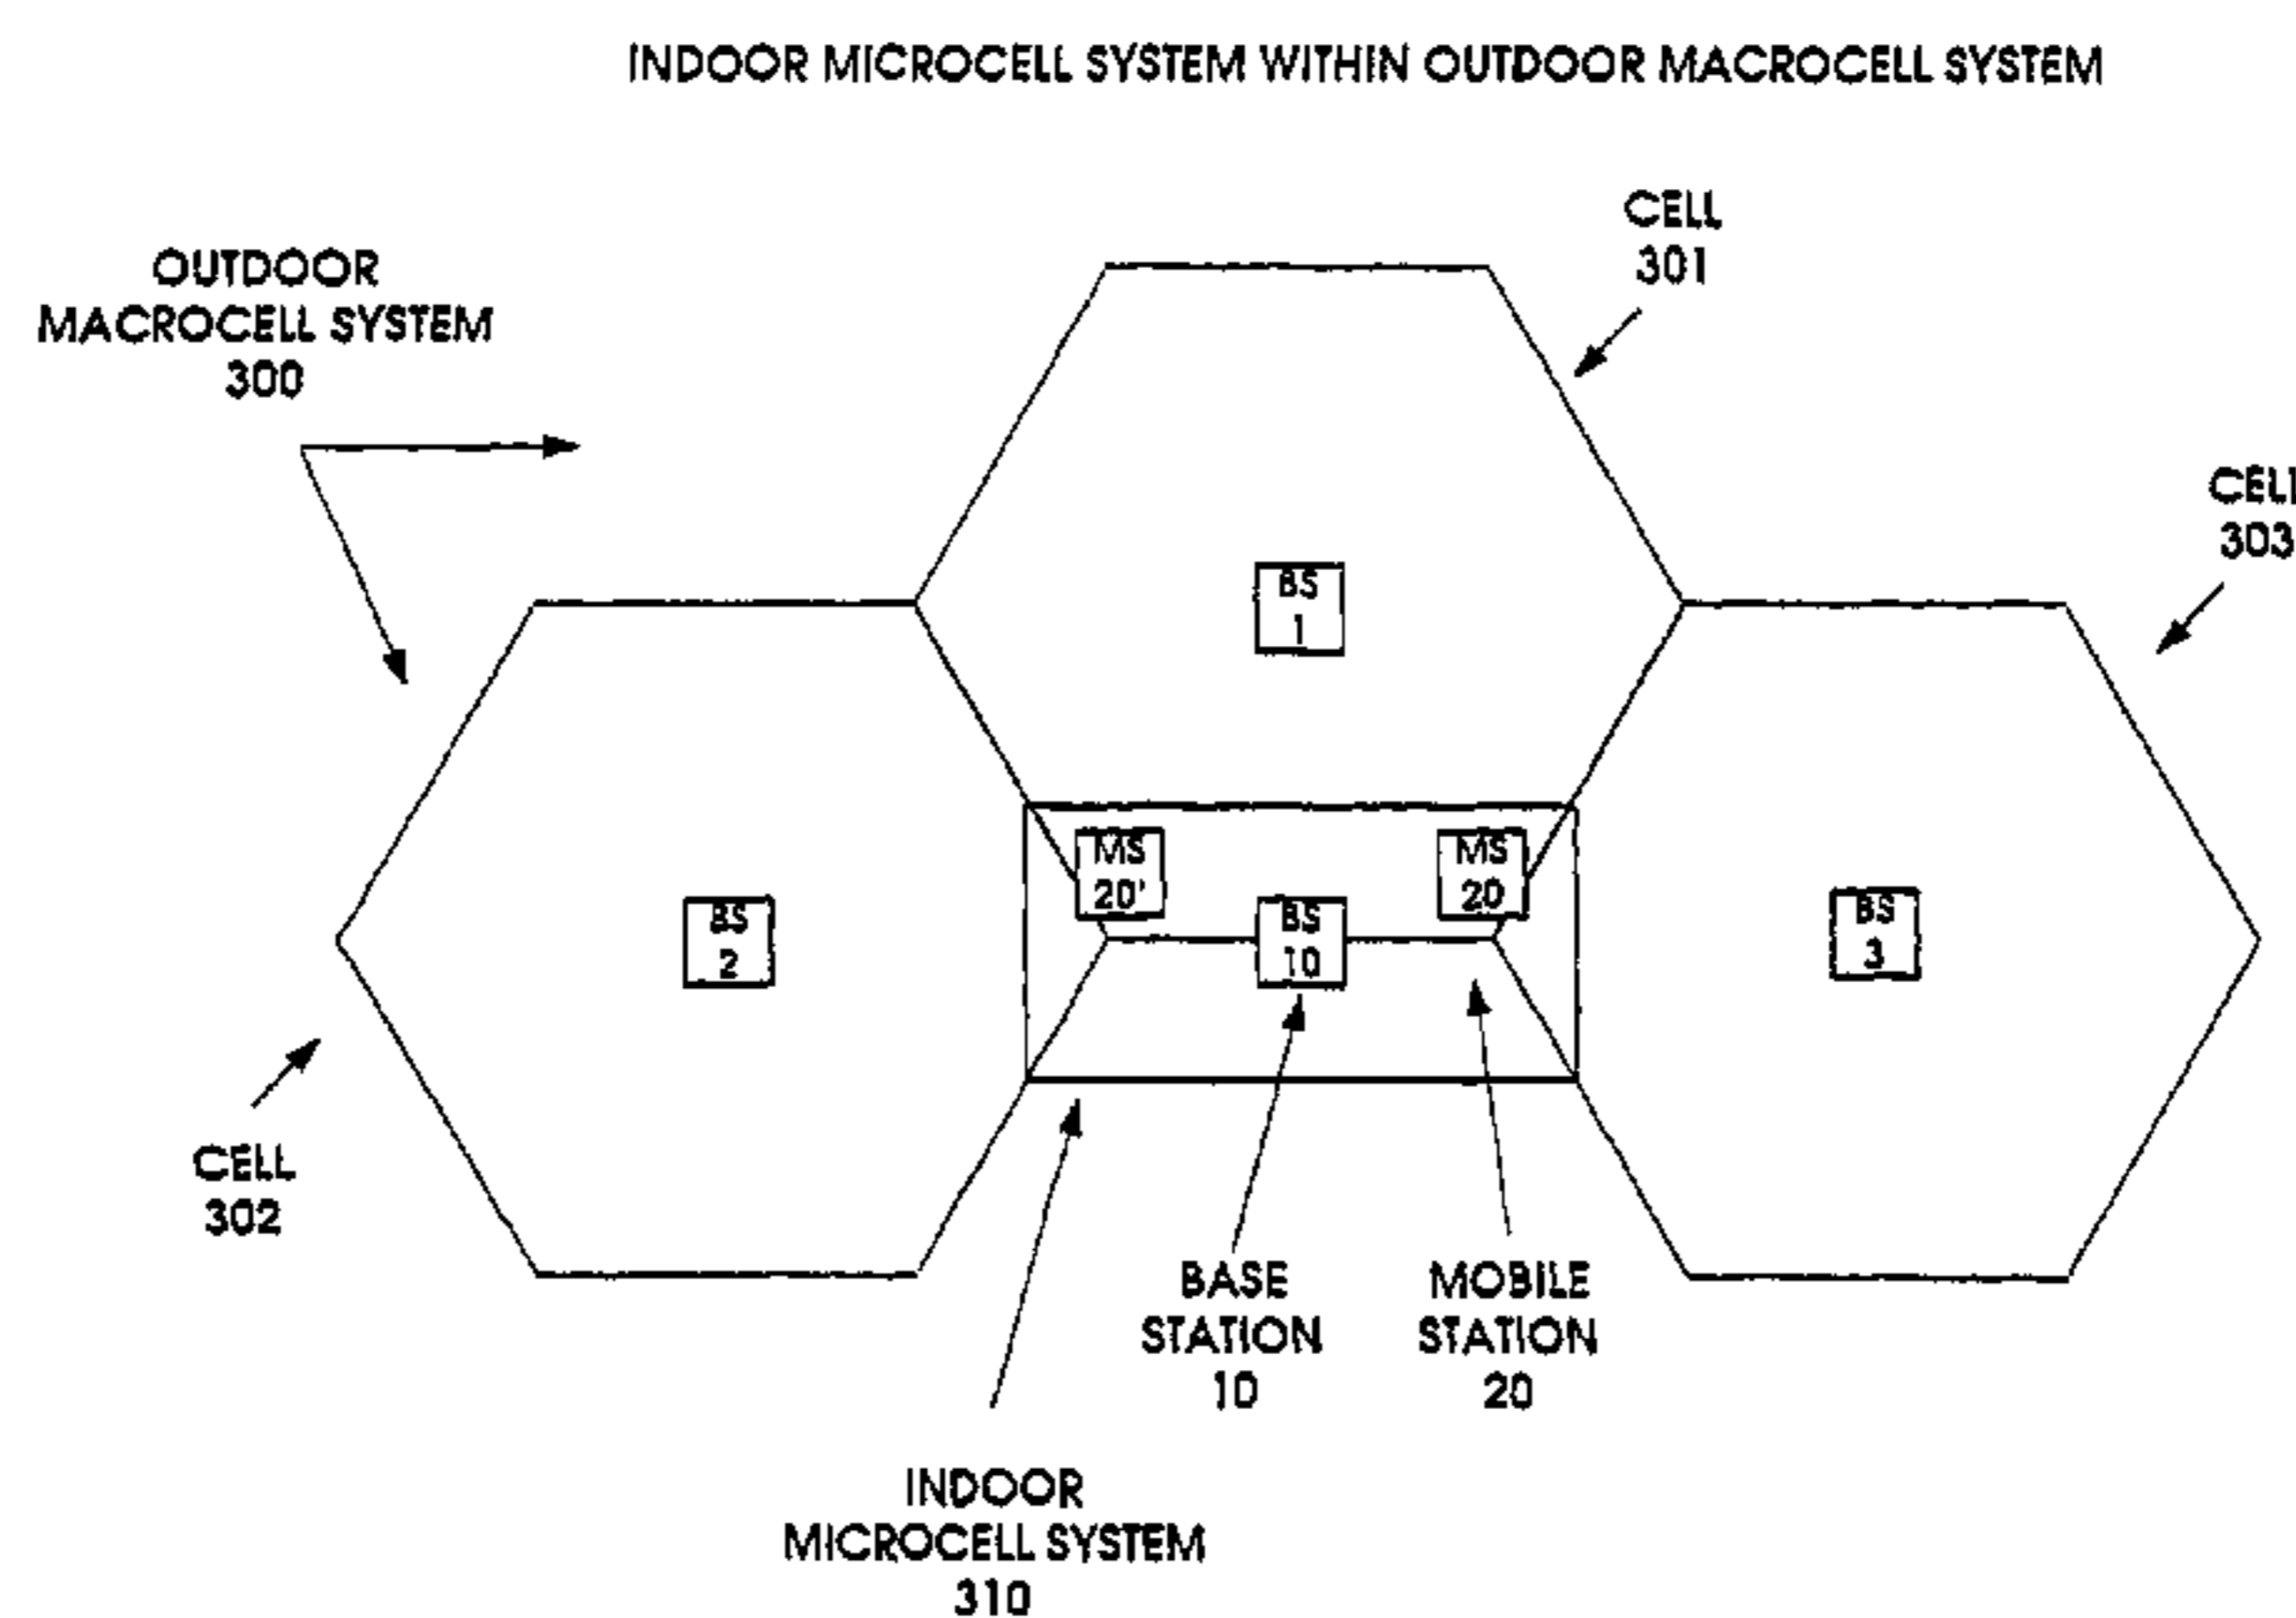 INDOOR MICROCELL SYSTEM WITHIN OUTDOOR MACROCELL SYSTEM
CELL
301
OUTDOOR
MACROCELL SYSTEM
300
CELL
303
BS
1
MS
20'
MS
20
BS
2
BS
10
BS
3
CELL
302
BASE
STATION
10
MOBILE
STATION
20
INDOOR
MICROCELL SYSTEM
310